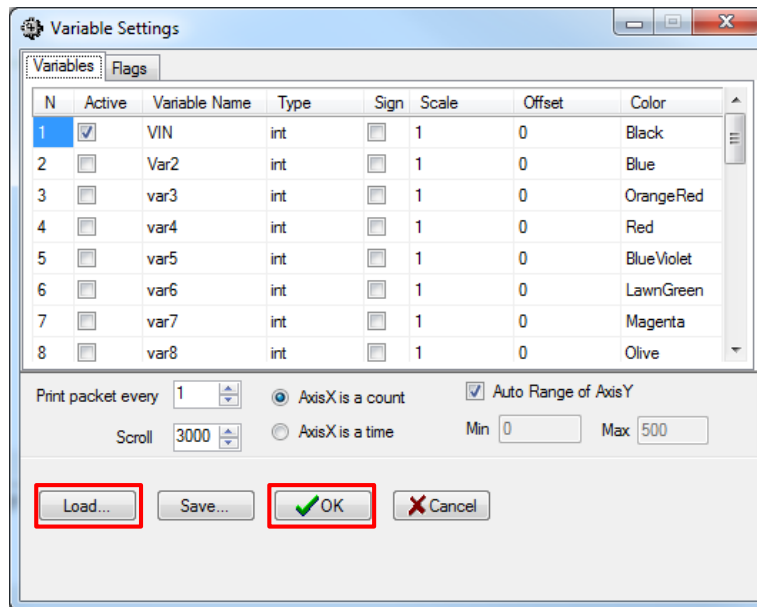 Variable Settings
Variables Flags
N Active Variable Name Type Sign Scale Offset Color
1 VIN int 1 0 Black
2 Var2 int 1 0 Blue
3 var3 int 1 0 OrangeRed
4 var4 int 1 0 Red
5 var5 int 1 0 BlueViolet
6 var6 int 1 0 LawnGreen
7 var7 int 1 0 Magenta
8 var8 int 1 0 Olive
Print packet every 1 AxisX is a count Auto Range of AxisY
Scroll 3000 AxisX is a time Min 0 Max 500
Load... Save... OK Cancel